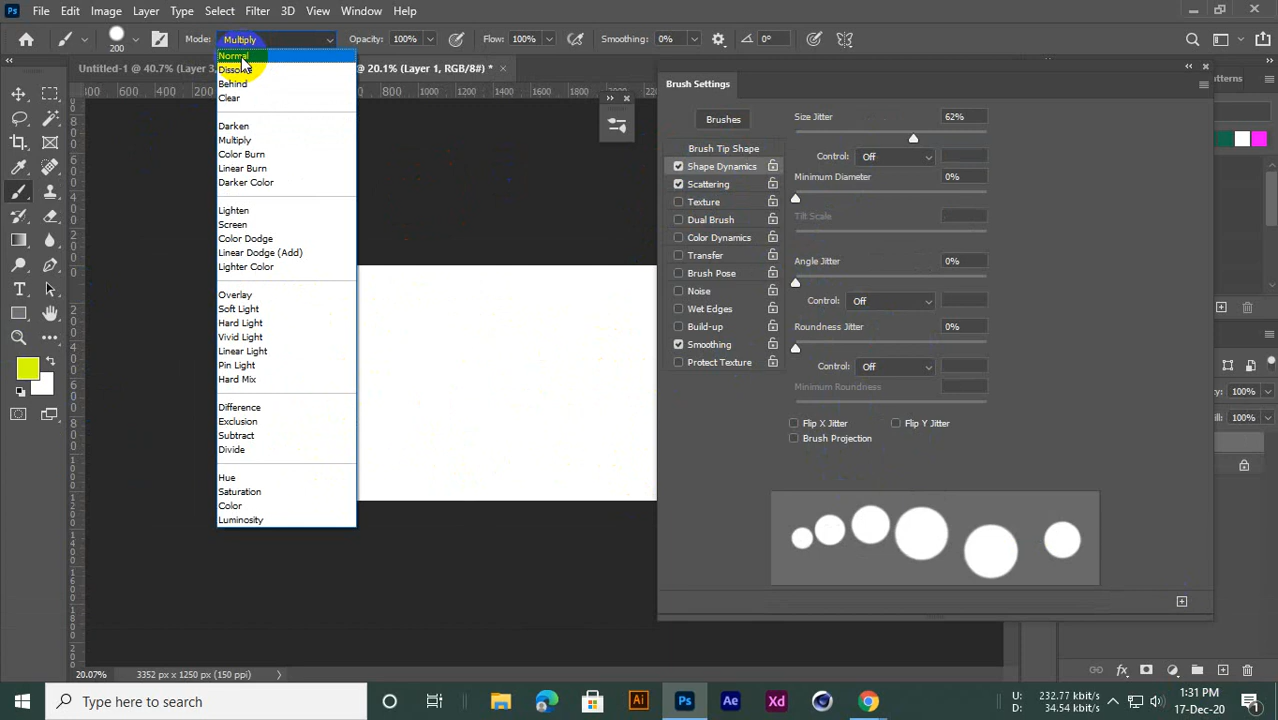 Ps File Edit Image Layer Type Select Filter 3D View Window Help
200 Mode: Multiply Opacity: 100% Flow: 100% Smoothing: 0% 0°
Untitled-1 @ 40.7% (Layer @ 20.1% (Layer 1, RGB/8#) *
800 1000 1200 1400 1600 1800 2000
Normal
Dissolve
Behind
Clear
Darken
Multiply
Color Burn
Linear Burn
Darker Color
Lighten
Screen
Color Dodge
Linear Dodge (Add)
Lighter Color
Overlay
Soft Light
Hard Light
Vivid Light
Linear Light
Pin Light
Hard Mix
Difference
Exclusion
Subtract
Divide
Hue
Saturation
Color
Luminosity
Brush Settings
Brushes
Brush Tip Shape
Shape Dynamics
Scattering
Texture
Dual Brush
Color Dynamics
Transfer
Brush Pose
Noise
Wet Edges
Build-up
Smoothing
Protect Texture
Size Jitter 62%
Control: Off
Minimum Diameter 0%
Tilt Scale
Angle Jitter 0%
Control: Off
Roundness Jitter 0%
Control: Off
Minimum Roundness
Flip X Jitter Flip Y Jitter
Brush Projection
Patterns
100%
100%
20.07% 3352 px x 1250 px (150 ppi)
Type here to search
Ai Ps Ae Xd
U: 232.77 kbit/s
D: 34.54 kbit/s
1:31 PM
17-Dec-20
1